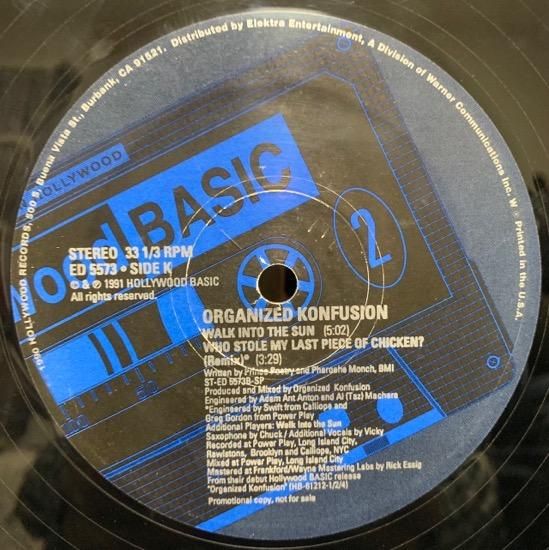 1990 HOLLYWOOD RECORDS, 500 S. Buena Vista St., Burbank, CA 91521. Distributed by Elektra Entertainment, A Division of Warner Communications Inc. W • Printed in the U.S.A.
HOLLYWOOD
BASIC
2
STEREO 33 1/3 RPM
ED 5573 • SIDE K
© & ℗ 1991 HOLLYWOOD BASIC
All rights reserved.
ORGANIZED KONFUSION
WALK INTO THE SUN (5:02)
WHO STOLE MY LAST PIECE OF CHICKEN?
(Remix)* (3:29)
Written by Prince Poetry and Pharoahe Monch, BMI
ST-ED 5573B-SP
Produced and Mixed by Organized Konfusion
Engineered by Adam Ant Anton and Al (Taz) Machera
*Engineered by Swift from Calliope and
Greg Gordon from Power Play
Additional Players: Walk Into the Sun
Saxophone by Chuck / Additional Vocals by Vicky
Recorded at Power Play, Long Island City,
Rawlstons, Brooklyn and Calliope, NYC
Mixed at Power Play, Long Island City
Mastered at Frankford/Wayne Mastering Labs by Rick Essig
From their debut Hollywood BASIC release
"Organized Konfusion" (HB-61212-1/2/4)
Promotional copy, not for sale